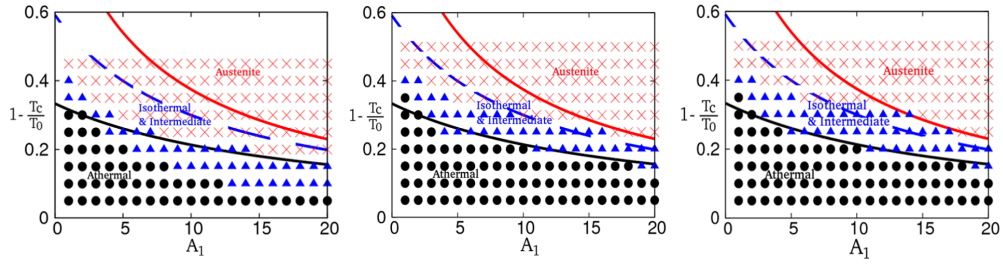 0.6
0.4
1- Tc/T0
0.2
0
Austenite
Isothermal
& Intermediate
Athermal
0 5 10 15 20
A1
0.6
0.4
1- Tc/T0
0.2
0
Austenite
Isothermal
& Intermediate
Athermal
0 5 10 15 20
A1
0.6
0.4
1- Tc/T0
0.2
0
Austenite
Isothermal
& Intermediate
Athermal
0 5 10 15 20
A1